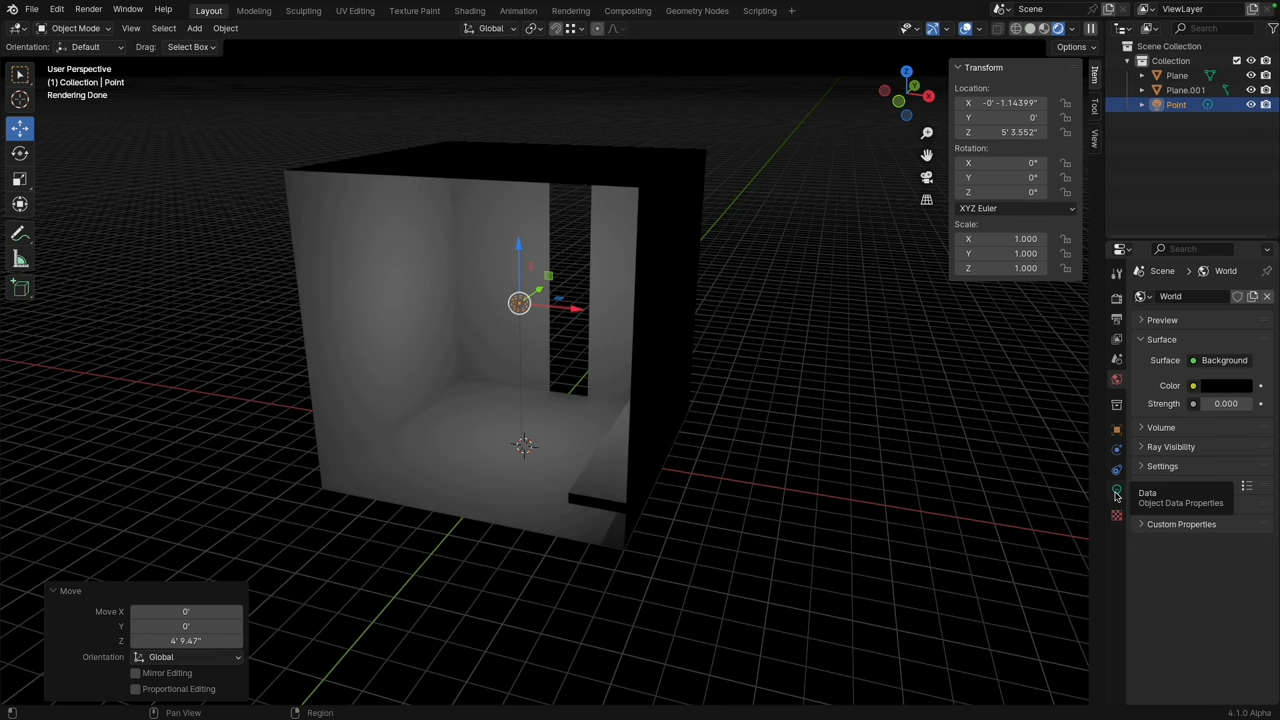 File Edit Render Window Help Layout Modeling Sculpting UV Editing Texture Paint Shading Animation Rendering Compositing Geometry Nodes Scripting + Scene ViewLayer
Object Mode View Select Add Object Global Search
Orientation: Default Drag: Select Box Options
Scene Collection
Collection
Plane
Plane.001
Point
User Perspective
(1) Collection | Point
Rendering Done
Z
Y
X
Item
Tool
View
Transform
Location:
X -0' -1.14399"
Y 0'
Z 5' 3.552"
Rotation:
X 0°
Y 0°
Z 0°
XYZ Euler
Scale:
X 1.000
Y 1.000
Z 1.000
Search
Scene > World
World
Preview
Surface
Surface Background
Color
Strength 0.000
Volume
Ray Visibility
Settings
Data
Object Data Properties
Custom Properties
Move
Move X 0'
Y 0'
Z 4' 9.47"
Orientation Global
Mirror Editing
Proportional Editing
Pan View Region 4.1.0 Alpha